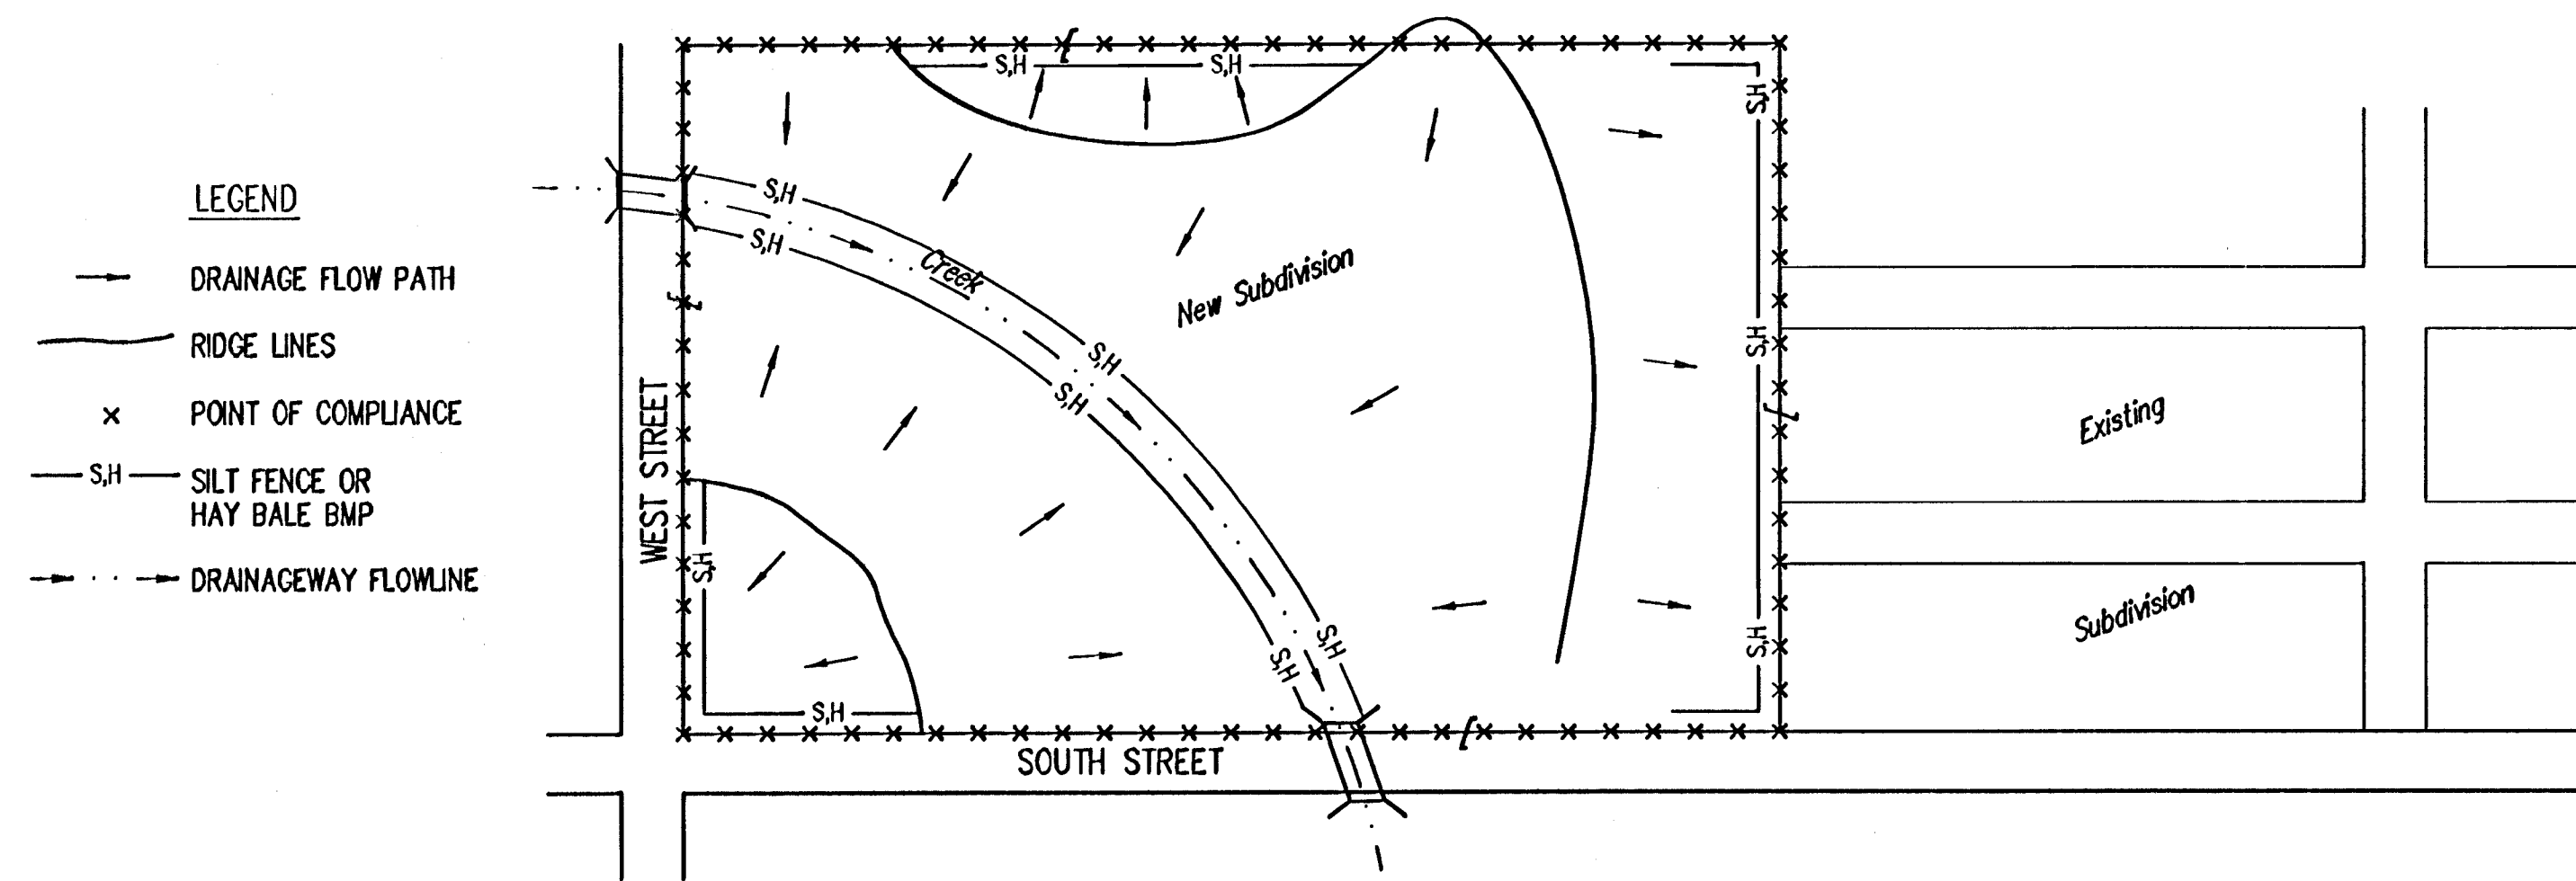 LEGEND
DRAINAGE FLOW PATH
RIDGE LINES
x POINT OF COMPLIANCE
S,H SILT FENCE OR
HAY BALE BMP
DRAINAGEWAY FLOWLINE
S,H
S,H
S,H
S,H
S,H
Creek
New Subdivision
S,H
S,H
S,H
WEST STREET
Existing
S,H
Subdivision
S,H
S,H
S,H
S,H
SOUTH STREET